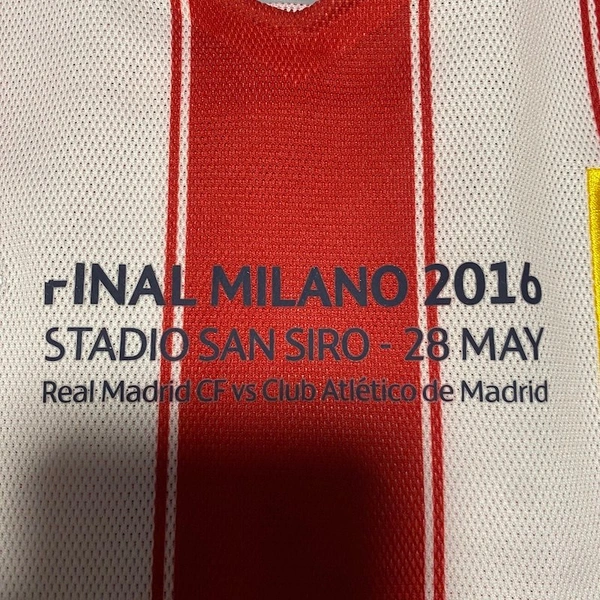 FINAL MILANO 2016
STADIO SAN SIRO - 28 MAY
Real Madrid CF vs Club Atlético de Madrid